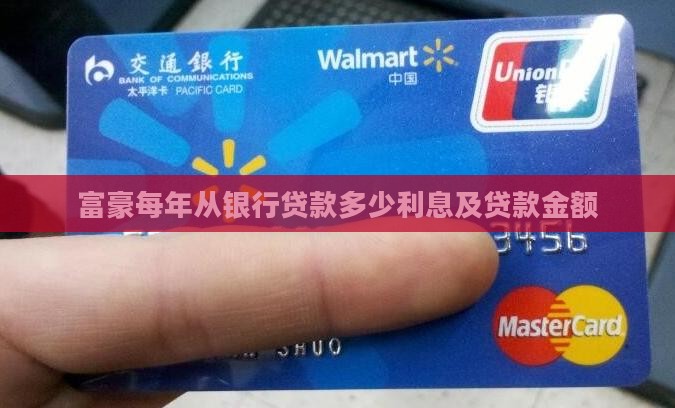 交通銀行
BANK OF COMMUNICATIONS
太平洋卡 PACIFIC CARD
Walmart
中国
UnionPay
银联
富豪每年从银行贷款多少利息及贷款金额
3456
MasterCard
SHUO